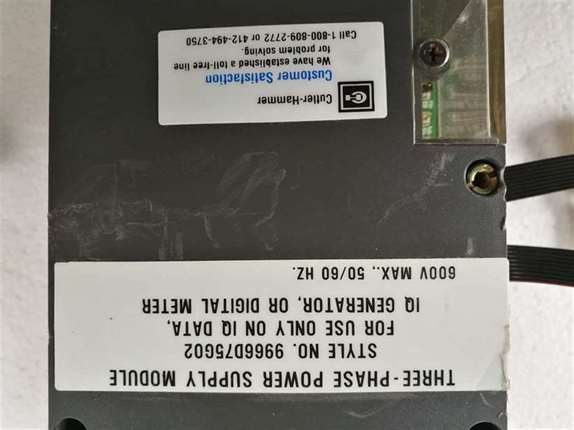 THREE-PHASE POWER SUPPLY MODULE
STYLE NO. 9966D75G02
FOR USE ONLY ON IQ DATA,
IQ GENERATOR, OR DIGITAL METER
600V MAX., 50/60 HZ.
Cutler-Hammer
Customer Satisfaction
We have established a toll-free line
for problem solving.
Call 1-800-809-2772 or 412-494-3750